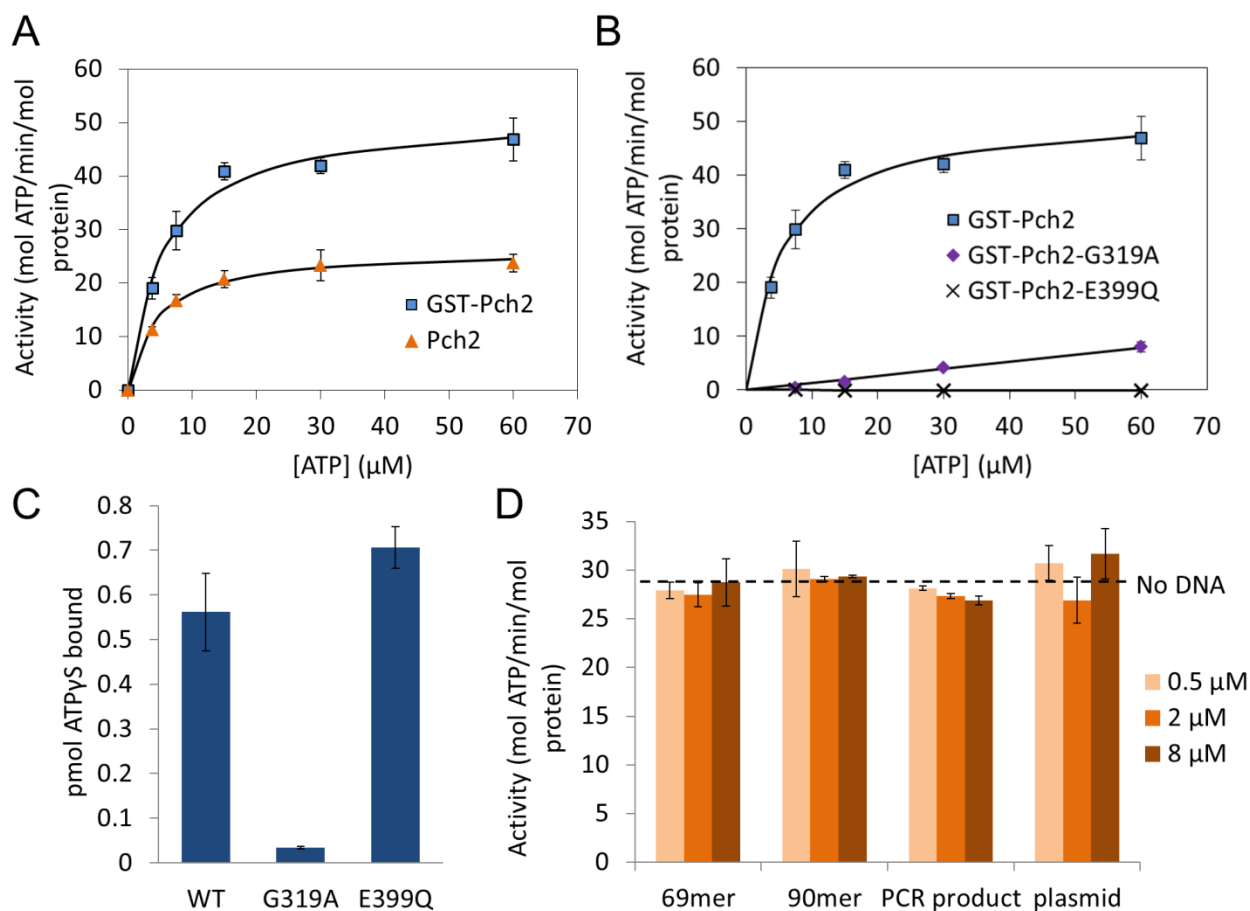 A
Activity (mol ATP/min/mol
protein)
60
50
40
30
20
10
0
0 10 20 30 40 50 60 70
[ATP] (μM)
GST-Pch2
Pch2
B
Activity (mol ATP/min/mol
protein)
60
50
40
30
20
10
0
0 10 20 30 40 50 60 70
[ATP] (μM)
GST-Pch2
GST-Pch2-G319A
GST-Pch2-E399Q
C
pmol ATPγS bound
0.8
0.7
0.6
0.5
0.4
0.3
0.2
0.1
0
WT G319A E399Q
D
Activity (mol ATP/min/mol
protein)
35
30
25
20
15
10
5
0
69mer 90mer PCR product plasmid
No DNA
0.5 μM
2 μM
8 μM